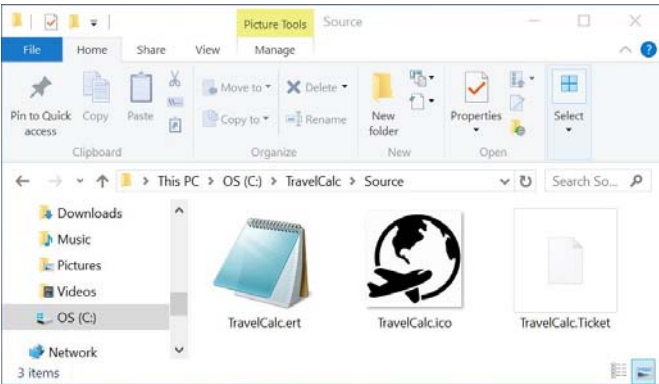 Picture Tools Source
File Home Share View Manage
Pin to Quick access
Copy
Paste
Move to
Copy to
Delete
Rename
New folder
Properties
Select
Clipboard Organize New Open
This PC > OS (C:) > TravelCalc > Source
Search So...
Downloads
Music
Pictures
Videos
OS (C:)
Network
TravelCalc.ert
TravelCalc.ico
TravelCalc.Ticket
3 items